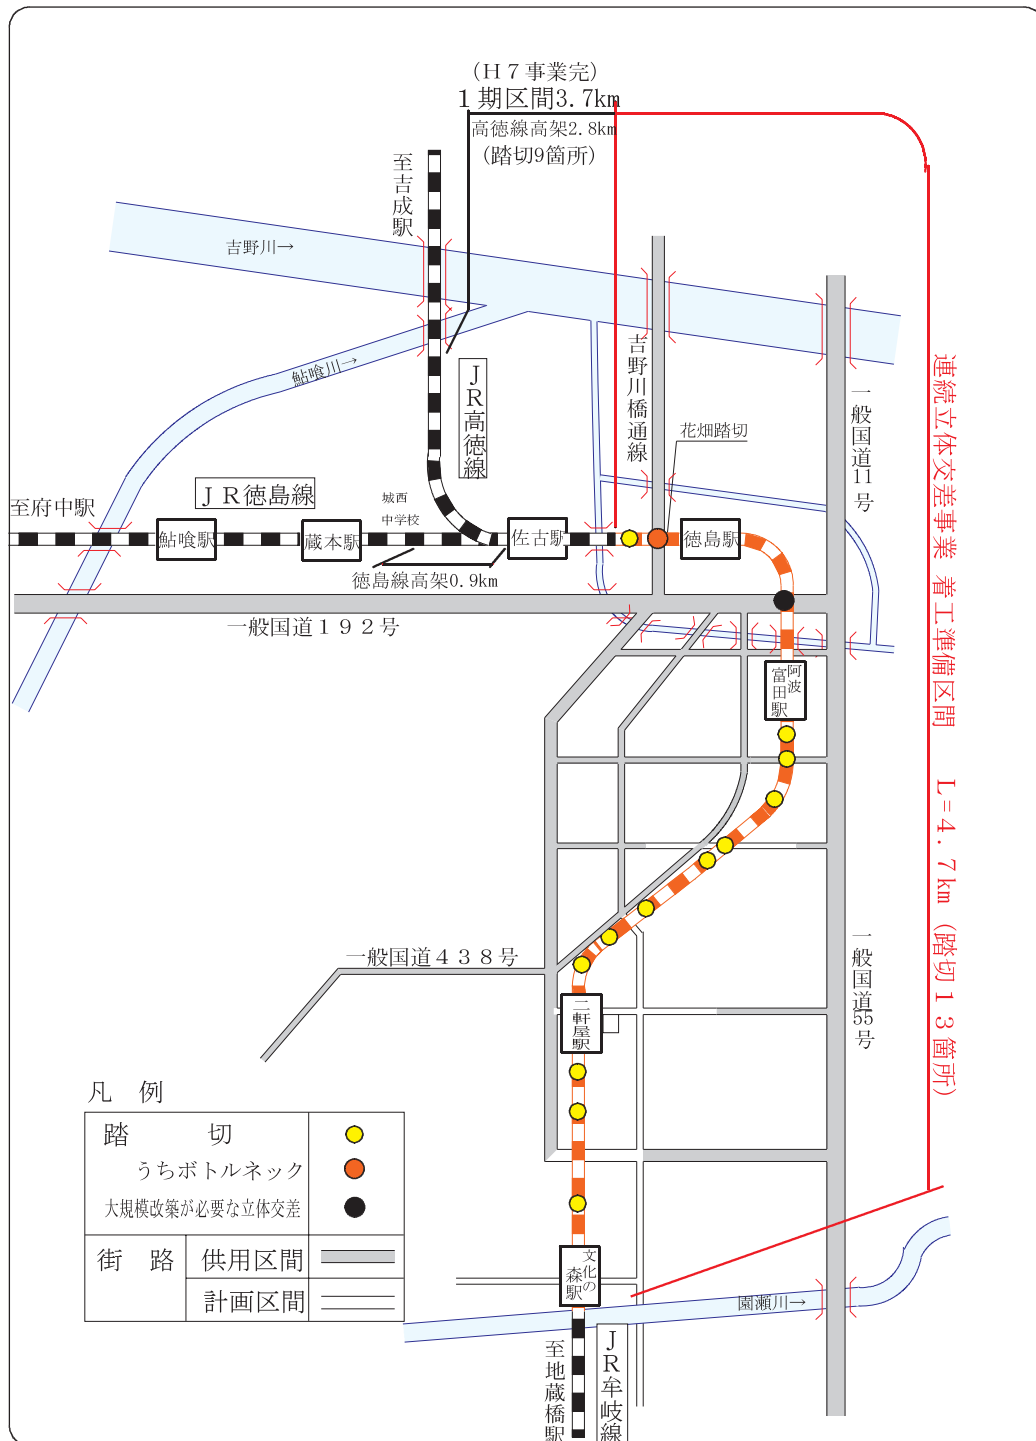 (Ｈ７事業完)
１期区間3.7km
高徳線高架2.8km
(踏切9箇所)
至吉成駅
吉野川→
鮎喰川→
ＪＲ高徳線
吉野川橋通線
花畑踏切
一般国道11号
連続立体交差事業 着工準備区間 Ｌ=４．７km（踏切１３箇所）
ＪＲ徳島線
至府中駅
城西
中学校
鮎喰駅
蔵本駅
佐古駅
徳島駅
徳島線高架0.9km
一般国道１９２号
阿波
富田駅
一般国道４３８号
一般国道55号
二軒屋駅
凡 例
踏 切
うちボトルネック
大規模改築が必要な立体交差
街 路
供用区間
計画区間
文化の
森駅
園瀬川→
至地蔵橋駅
ＪＲ牟岐線